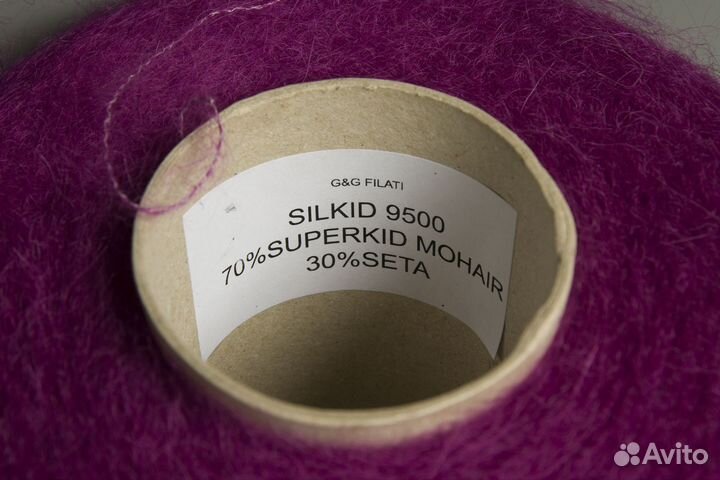 G&G FILATI
SILKID 9500
70%SUPERKID MOHAIR
30%SETA
Avito